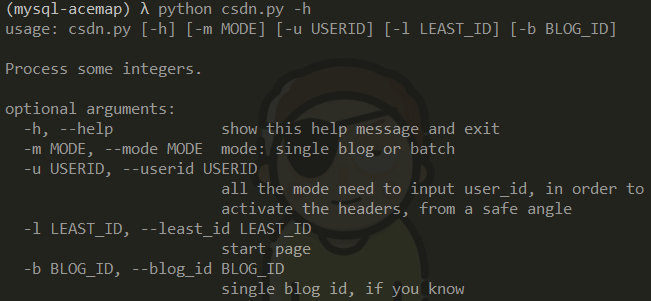 (mysql-acemap) λ python csdn.py -h
usage: csdn.py [-h] [-m MODE] [-u USERID] [-l LEAST_ID] [-b BLOG_ID]
Process some integers.
optional arguments:
-h, --help show this help message and exit
-m MODE, --mode MODE mode: single blog or batch
-u USERID, --userid USERID
all the mode need to input user_id, in order to
activate the headers, from a safe angle
-l LEAST_ID, --least_id LEAST_ID
start page
-b BLOG_ID, --blog_id BLOG_ID
single blog id, if you know